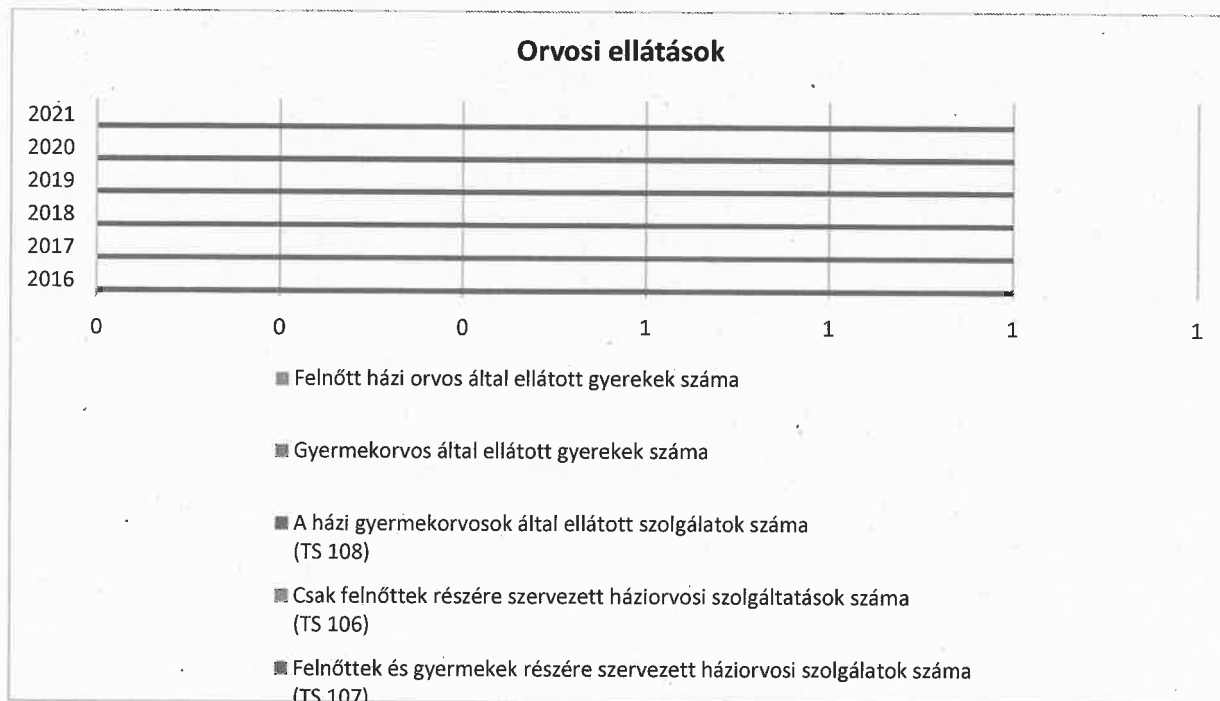 Orvosi ellátások
2021
2020
2019
2018
2017
2016
0 0 0 1 1 1 1
Felnőtt házi orvos által ellátott gyerekek száma
Gyermekorvos által ellátott gyerekek száma
A házi gyermekorvosok által ellátott szolgálatok száma
(TS 108)
Csak felnőttek részére szervezett háziorvosi szolgáltatások száma
(TS 106)
Felnőttek és gyermekek részére szervezett háziorvosi szolgálatok száma
(TS 107)